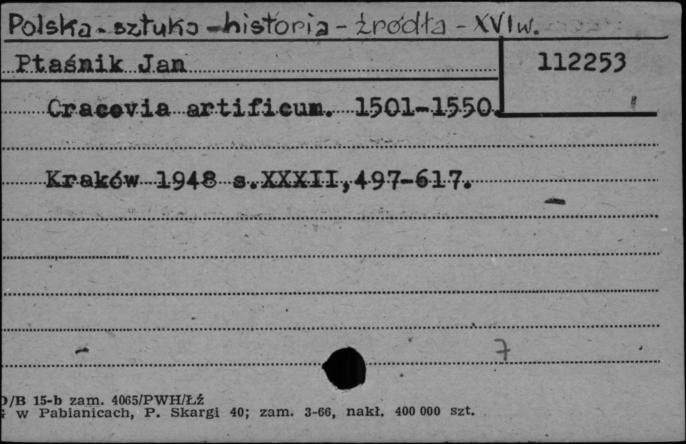 Polska - sztuka - historia - źródła - XVI w.
Ptaśnik Jan 112253
Cracovia artificum. 1501-1550.
Kraków 1948 s.XXXII,497-617.
7
D/B 15-b zam. 4065/PWH/ŁŹ
w Pabianicach, P. Skargi 40; zam. 3-66, nakł. 400 000 szt.